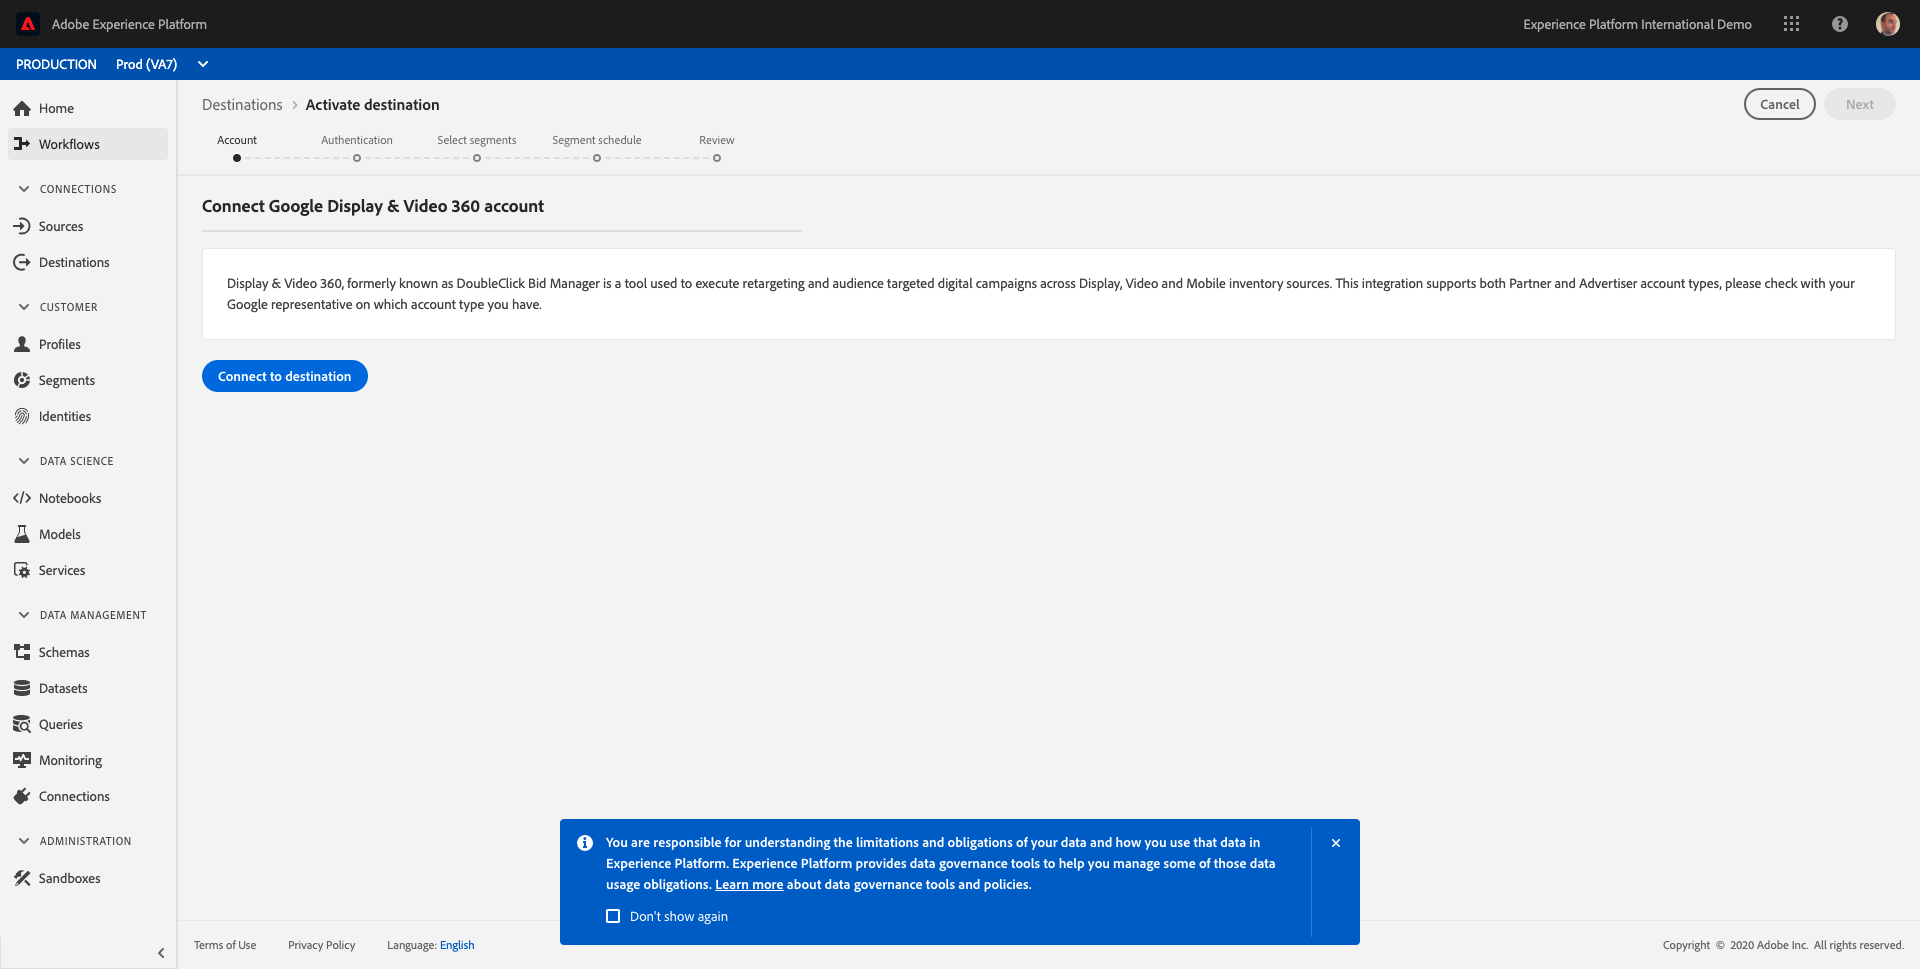 Adobe Experience Platform
Experience Platform International Demo
PRODUCTION Prod (VA7)
Home
Workflows
CONNECTIONS
Sources
Destinations
CUSTOMER
Profiles
Segments
Identities
DATA SCIENCE
Notebooks
Models
Services
DATA MANAGEMENT
Schemas
Datasets
Queries
Monitoring
Connections
ADMINISTRATION
Sandboxes
Destinations > Activate destination
Cancel
Next
Account
Authentication
Select segments
Segment schedule
Review
Connect Google Display & Video 360 account
Display & Video 360, formerly known as DoubleClick Bid Manager is a tool used to execute retargeting and audience targeted digital campaigns across Display, Video and Mobile inventory sources. This integration supports both Partner and Advertiser account types, please check with your
Google representative on which account type you have.
Connect to destination
You are responsible for understanding the limitations and obligations of your data and how you use that data in
Experience Platform. Experience Platform provides data governance tools to help you manage some of those data
usage obligations. Learn more about data governance tools and policies.
Don't show again
Terms of Use
Privacy Policy
Language: English
Copyright © 2020 Adobe Inc. All rights reserved.